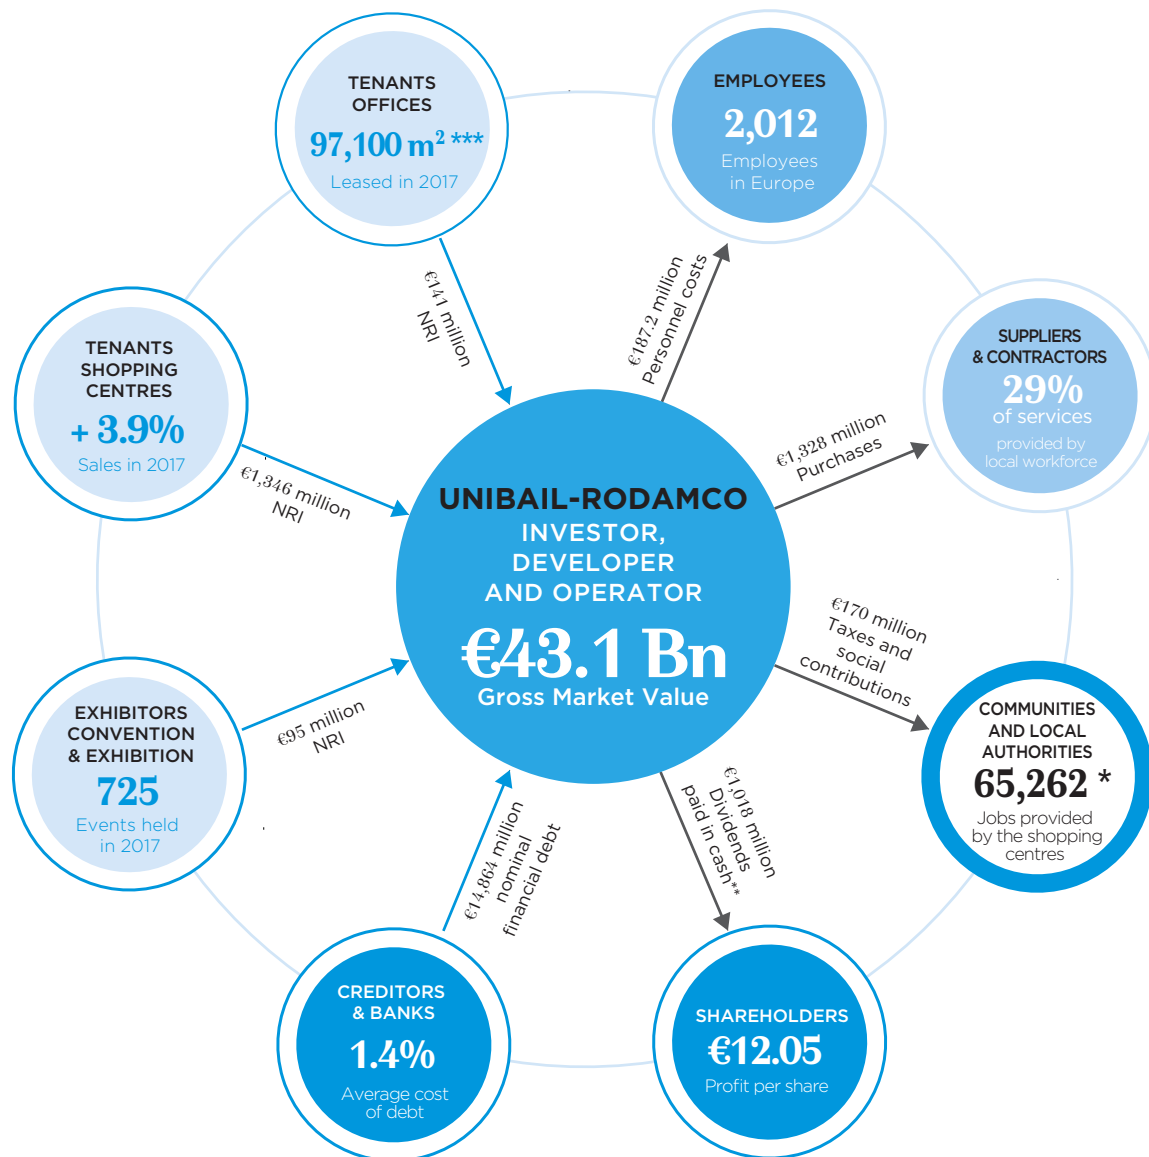 TENANTS
OFFICES
97,100 m² ***
Leased in 2017
EMPLOYEES
2,012
Employees
in Europe
€141 million
NRI
€187.2 million
Personnel costs
TENANTS
SHOPPING
CENTRES
+ 3.9%
Sales in 2017
SUPPLIERS
& CONTRACTORS
29%
of services
provided by
local workforce
€1,346 million
NRI
€1,328 million
Purchases
UNIBAIL-RODAMCO
INVESTOR,
DEVELOPER
AND OPERATOR
€43.1 Bn
Gross Market Value
EXHIBITORS
CONVENTION
& EXHIBITION
725
Events held
in 2017
€95 million
NRI
€170 million
Taxes and
social
contributions
COMMUNITIES
AND LOCAL
AUTHORITIES
65,262 *
Jobs provided
by the shopping
centres
€14,864 million
nominal
financial debt
€1,018 million
Dividends
paid in cash**
CREDITORS
& BANKS
1.4%
Average cost
of debt
SHAREHOLDERS
€12.05
Profit per share